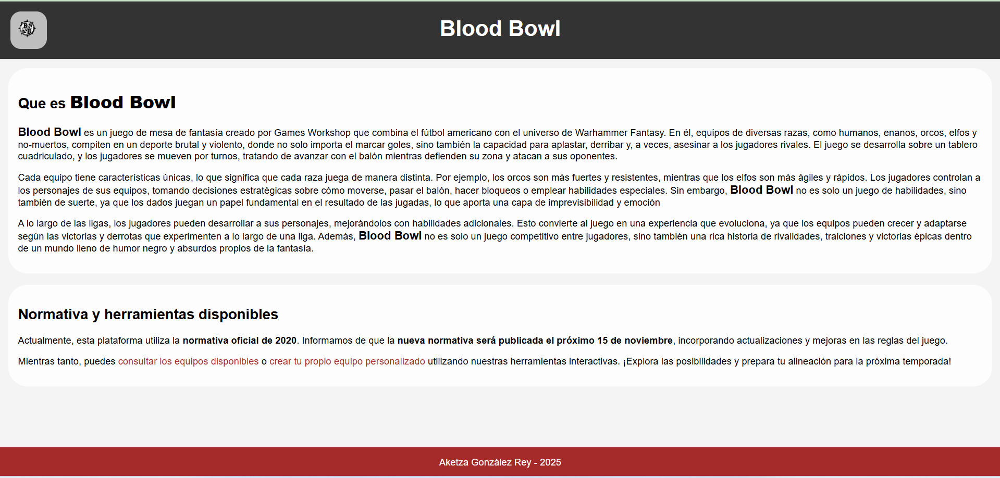 B
B
Blood Bowl
Que es Blood Bowl
Blood Bowl es un juego de mesa de fantasía creado por Games Workshop que combina el fútbol americano con el universo de Warhammer Fantasy. En él, equipos de diversas razas, como humanos, enanos, orcos, elfos y
no-muertos, compiten en un deporte brutal y violento, donde no solo importa el marcar goles, sino también la capacidad para aplastar, derribar y, a veces, asesinar a los jugadores rivales. El juego se desarrolla sobre un tablero
cuadriculado, y los jugadores se mueven por turnos, tratando de avanzar con el balón mientras defienden su zona y atacan a sus oponentes.
Cada equipo tiene características únicas, lo que significa que cada raza juega de manera distinta. Por ejemplo, los orcos son más fuertes y resistentes, mientras que los elfos son más ágiles y rápidos. Los jugadores controlan a
los personajes de sus equipos, tomando decisiones estratégicas sobre cómo moverse, pasar el balón, hacer bloqueos o emplear habilidades especiales. Sin embargo, Blood Bowl no es solo un juego de habilidades, sino
también de suerte, ya que los dados juegan un papel fundamental en el resultado de las jugadas, lo que aporta una capa de imprevisibilidad y emoción
A lo largo de las ligas, los jugadores pueden desarrollar a sus personajes, mejorándolos con habilidades adicionales. Esto convierte al juego en una experiencia que evoluciona, ya que los equipos pueden crecer y adaptarse
según las victorias y derrotas que experimenten a lo largo de una liga. Además, Blood Bowl no es solo un juego competitivo entre jugadores, sino también una rica historia de rivalidades, traiciones y victorias épicas dentro
de un mundo lleno de humor negro y absurdos propios de la fantasía.
Normativa y herramientas disponibles
Actualmente, esta plataforma utiliza la normativa oficial de 2020. Informamos de que la nueva normativa será publicada el próximo 15 de noviembre, incorporando actualizaciones y mejoras en las reglas del juego.
Mientras tanto, puedes consultar los equipos disponibles o crear tu propio equipo personalizado utilizando nuestras herramientas interactivas. ¡Explora las posibilidades y prepara tu alineación para la próxima temporada!
Aketza González Rey - 2025